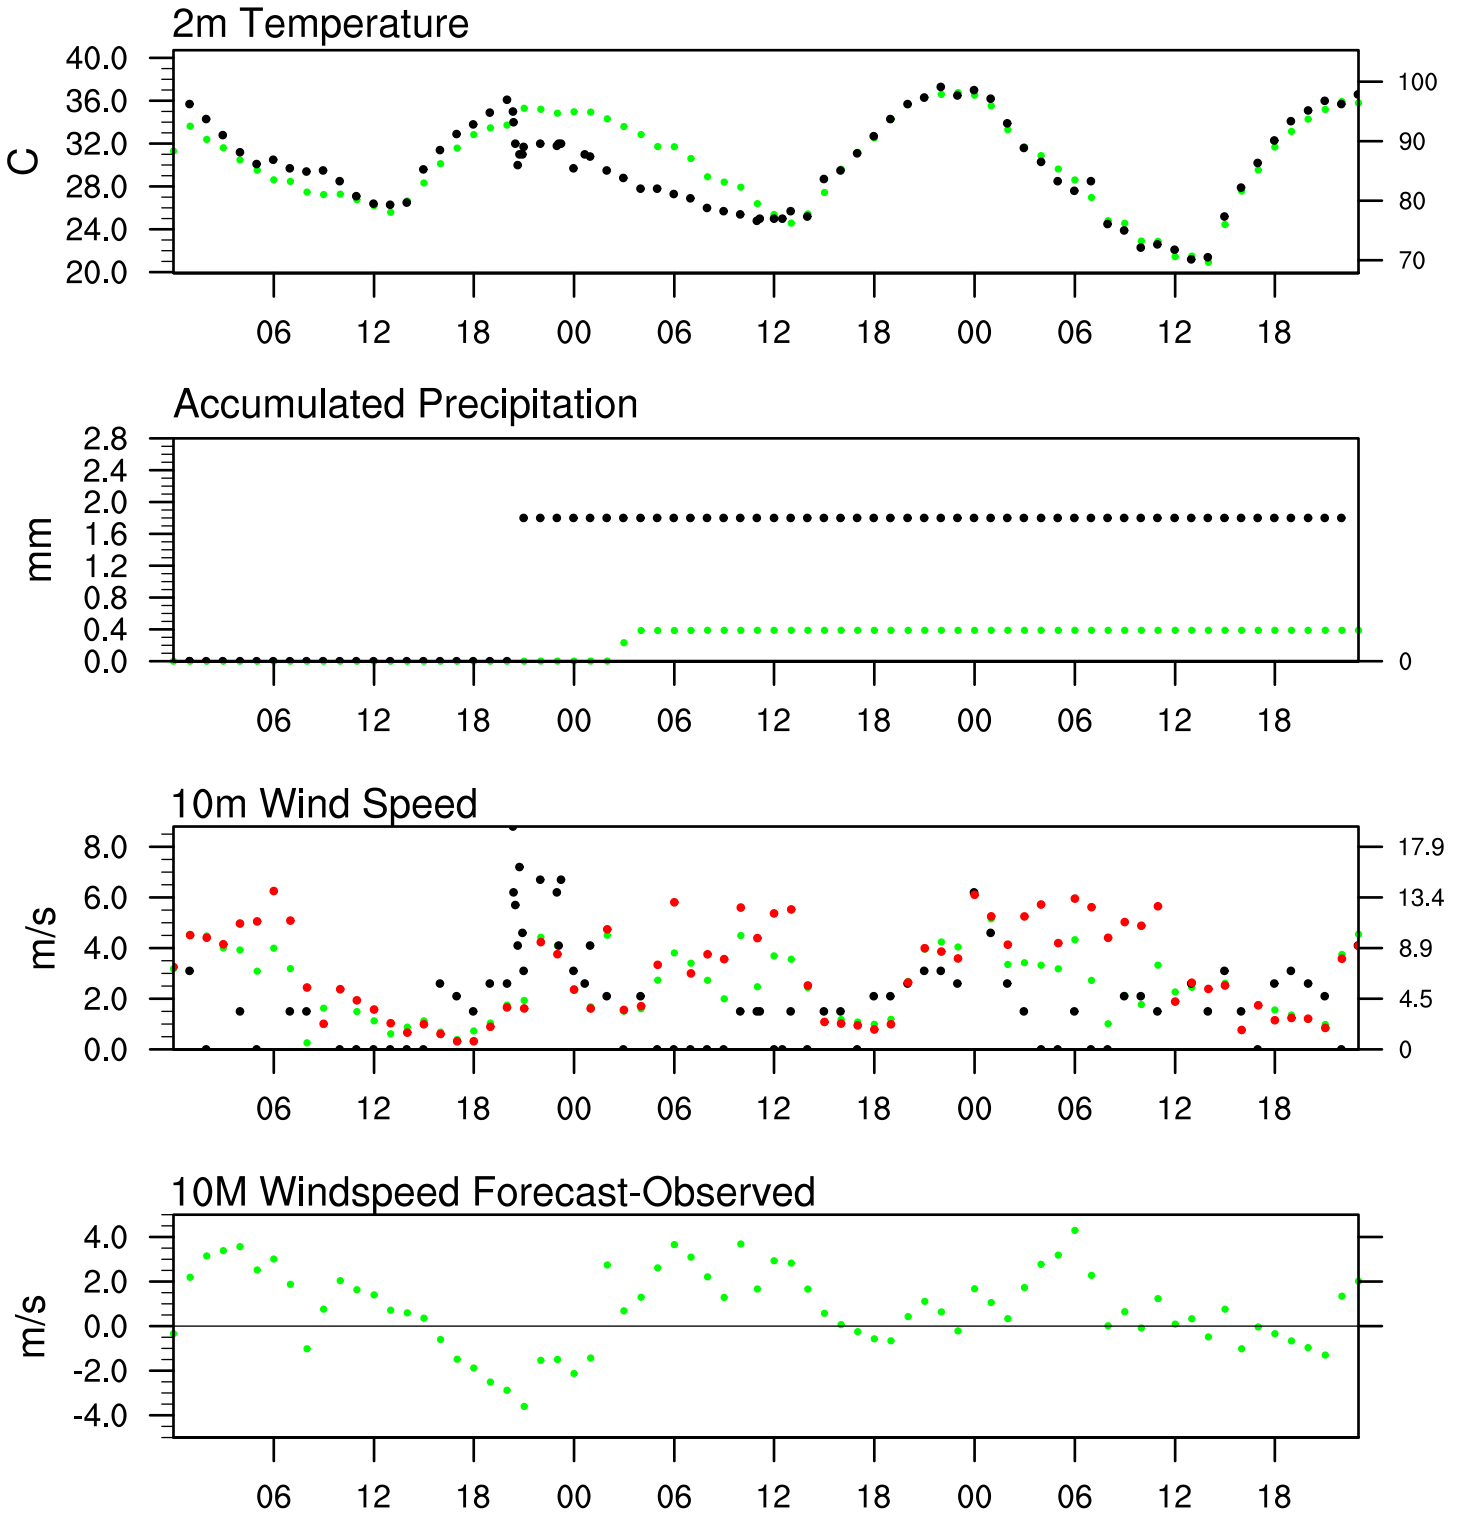 2m Temperature
40.0
36.0
32.0
28.0
24.0
20.0
C
100
90
80
70
06 12 18 00 06 12 18 00 06 12 18
Accumulated Precipitation
2.8
2.4
2.0
1.6
1.2
0.8
0.4
0.0
mm
0
06 12 18 00 06 12 18 00 06 12 18
10m Wind Speed
8.0
6.0
4.0
2.0
0.0
m/s
17.9
13.4
8.9
4.5
0
06 12 18 00 06 12 18 00 06 12 18
10M Windspeed Forecast-Observed
4.0
2.0
0.0
-2.0
-4.0
m/s
06 12 18 00 06 12 18 00 06 12 18